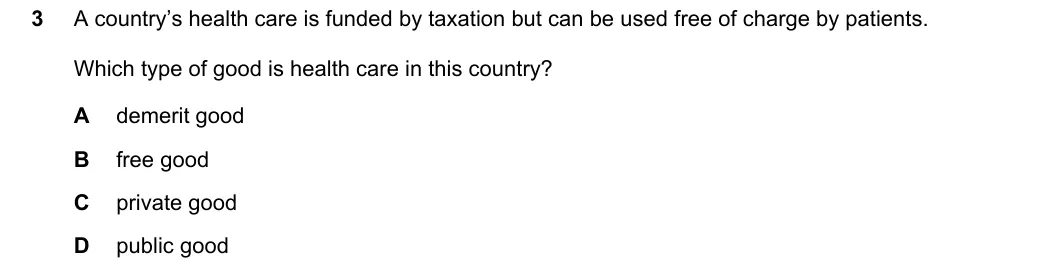 3 A country’s health care is funded by taxation but can be used free of charge by patients.
Which type of good is health care in this country?
A demerit good
B free good
C private good
D public good